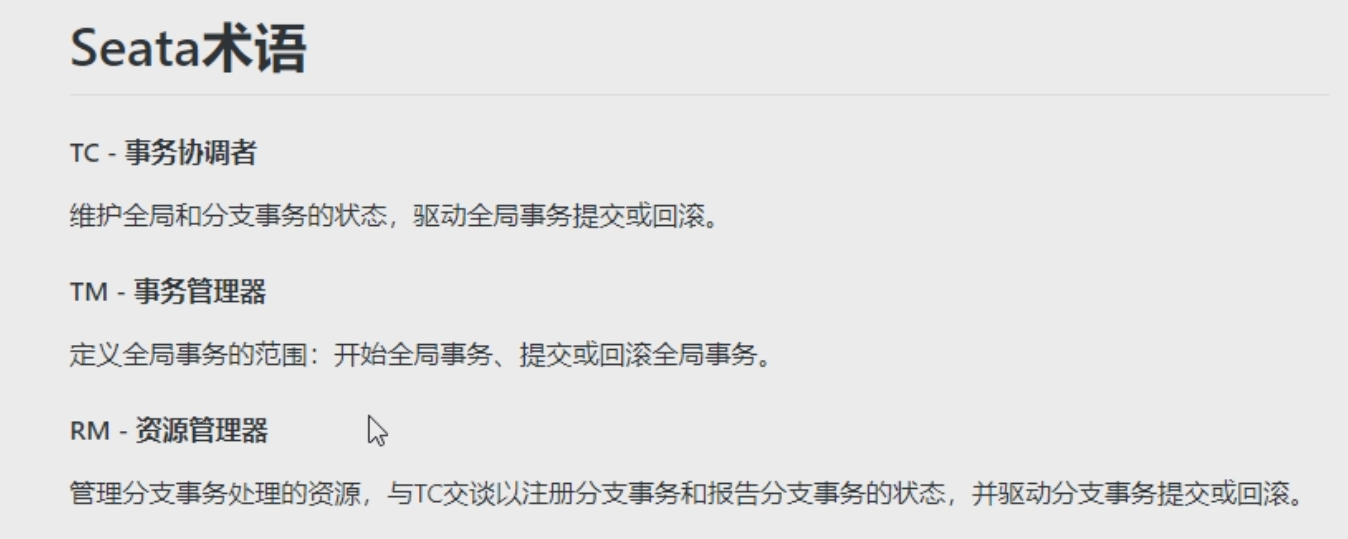 Seata术语
TC - 事务协调者
维护全局和分支事务的状态，驱动全局事务提交或回滚。
TM - 事务管理器
定义全局事务的范围：开始全局事务、提交或回滚全局事务。
RM - 资源管理器
管理分支事务处理的资源，与TC交谈以注册分支事务和报告分支事务的状态，并驱动分支事务提交或回滚。